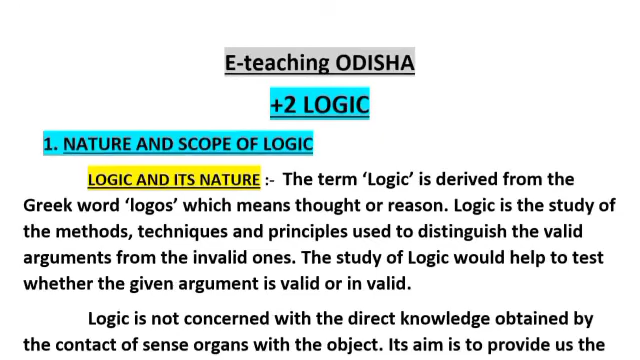 E-teaching ODISHA
+2 LOGIC
1. NATURE AND SCOPE OF LOGIC
LOGIC AND ITS NATURE :- The term ‘Logic’ is derived from the
Greek word ‘logos’ which means thought or reason. Logic is the study of
the methods, techniques and principles used to distinguish the valid
arguments from the invalid ones. The study of Logic would help to test
whether the given argument is valid or in valid.
Logic is not concerned with the direct knowledge obtained by
the contact of sense organs with the object. Its aim is to provide us the